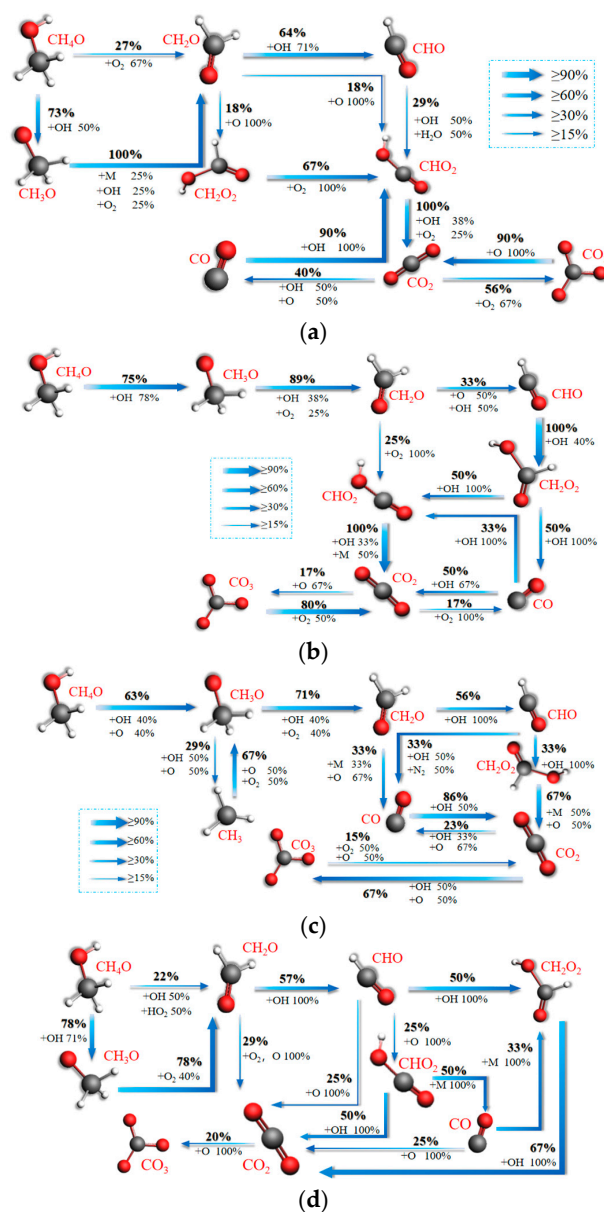 CH4O
27%
+O2 67%
CH2O
64%
+OH 71%
CHO
≥90%
≥60%
≥30%
≥15%
73%
+OH 50%
18%
+O 100%
18%
+O 100%
29%
+OH 50%
+H2O 50%
CH3O
100%
+M 25%
+OH 25%
+O2 25%
CH2O2
67%
+O2 100%
CHO2
100%
+OH 38%
+O2 25%
CO
90%
+OH 100%
40%
+OH 50%
+O 50%
CO2
90%
+O 100%
56%
+O2 67%
CO
(a)
CH4O
75%
+OH 78%
CH3O
89%
+OH 38%
+O2 25%
CH2O
33%
+O 50%
+OH 50%
CHO
25%
+O2 100%
100%
+OH 40%
≥90%
≥60%
≥30%
≥15%
CHO2
50%
+OH 100%
CH2O2
100%
+OH 33%
+M 50%
33%
+OH 100%
50%
+OH 100%
CO3
17%
+O 67%
80%
+O2 50%
CO2
50%
+OH 67%
17%
+O2 100%
CO
(b)
CH4O
63%
+OH 40%
+O 40%
CH3O
71%
+OH 40%
+O2 40%
CH2O
56%
+OH 100%
CHO
29%
+OH 50%
+O 50%
67%
+O 50%
+O2 50%
CH3
33%
+M 33%
+O 67%
33%
+OH 50%
+N2 50%
33%
+OH 100%
CH2O2
≥90%
≥60%
≥30%
≥15%
CO
86%
+OH 50%
23%
+OH 33%
+O 67%
67%
+M 50%
+O 50%
CO3
15%
+O2 50%
+O 50%
CO2
67%
+OH 50%
+O 50%
(c)
CH4O
22%
+OH 50%
+HO2 50%
CH2O
57%
+OH 100%
CHO
50%
+OH 100%
CH2O2
78%
+OH 71%
CH3O
78%
+O2 40%
29%
+O2, O 100%
25%
+O 100%
25%
+O 100%
CHO2
50%
+M 100%
33%
+M 100%
50%
+OH 100%
CO
CO3
20%
+O 100%
CO2
25%
+O 100%
67%
+OH 100%
(d)